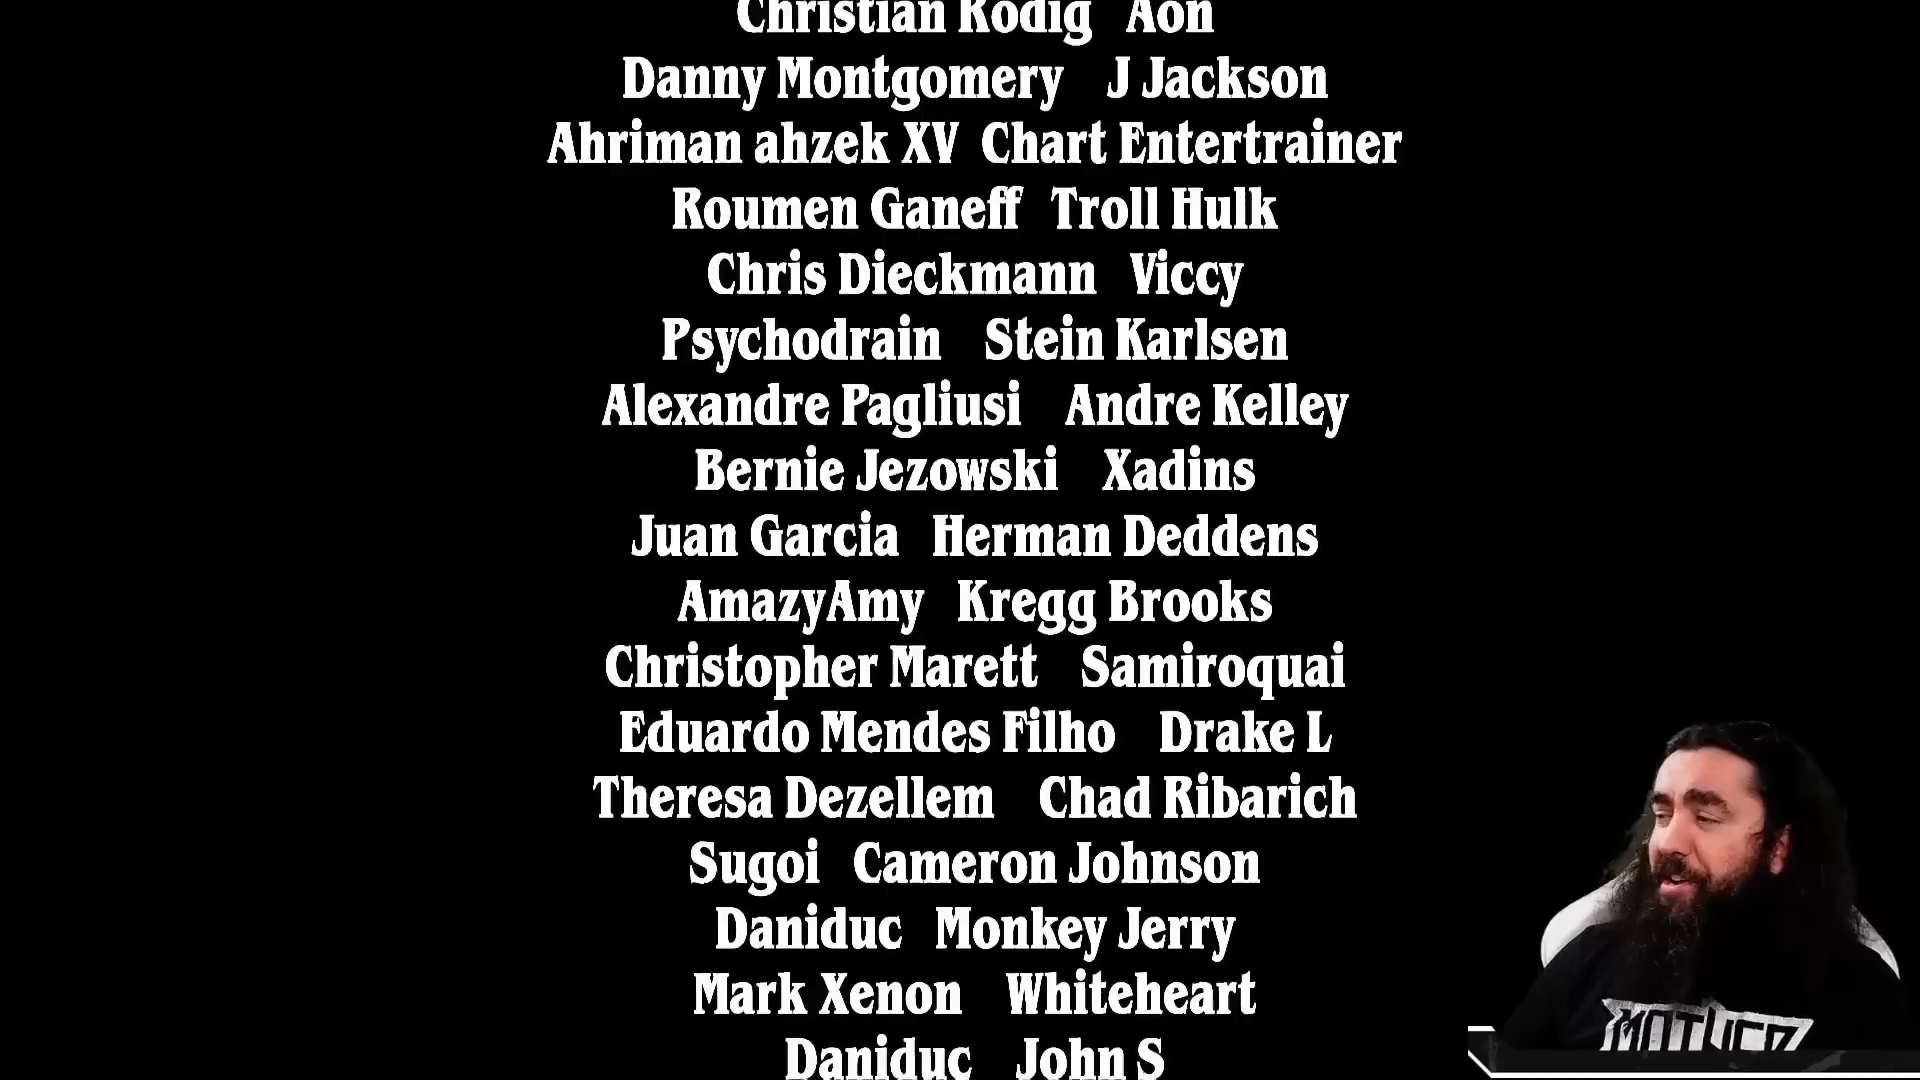 Christian Rodig Aon
Danny Montgomery J Jackson
Ahriman ahzek XV Chart Entertrainer
Roumen Ganeff Troll Hulk
Chris Dieckmann Viccy
Psychodrain Stein Karlsen
Alexandre Pagliusi Andre Kelley
Bernie Jezowski Xadins
Juan Garcia Herman Deddens
AmazyAmy Kregg Brooks
Christopher Marett Samiroquai
Eduardo Mendes Filho Drake L
Theresa Dezellem Chad Ribarich
Sugoi Cameron Johnson
Daniduc Monkey Jerry
Mark Xenon Whiteheart
Daniduc John S